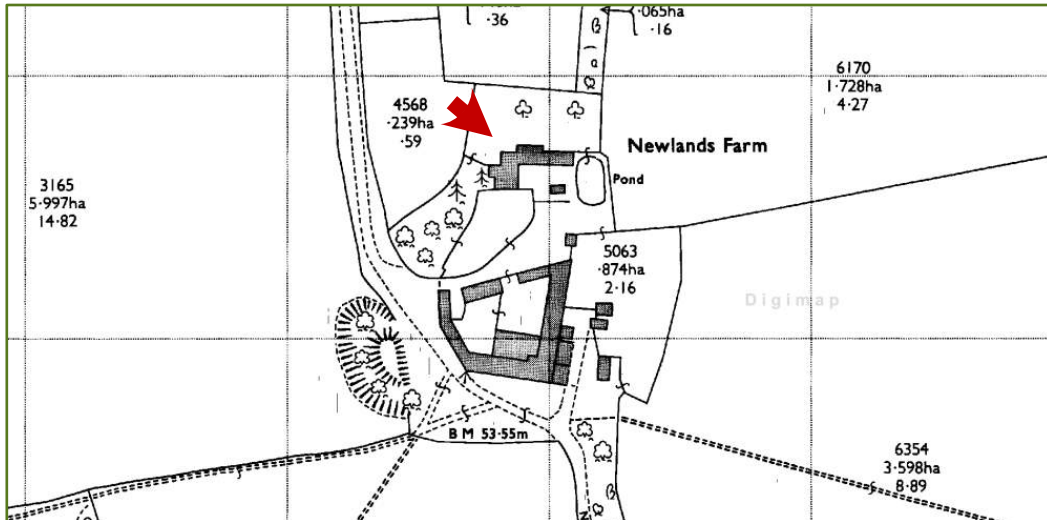 .36
.065ha
.16
6170
1.728ha
4.27
4568
.239ha
.59
Newlands Farm
3165
5.997ha
14.82
Pond
5063
.874ha
2.16
Digimap
B M 53.55m
6354
3.598ha
8.89